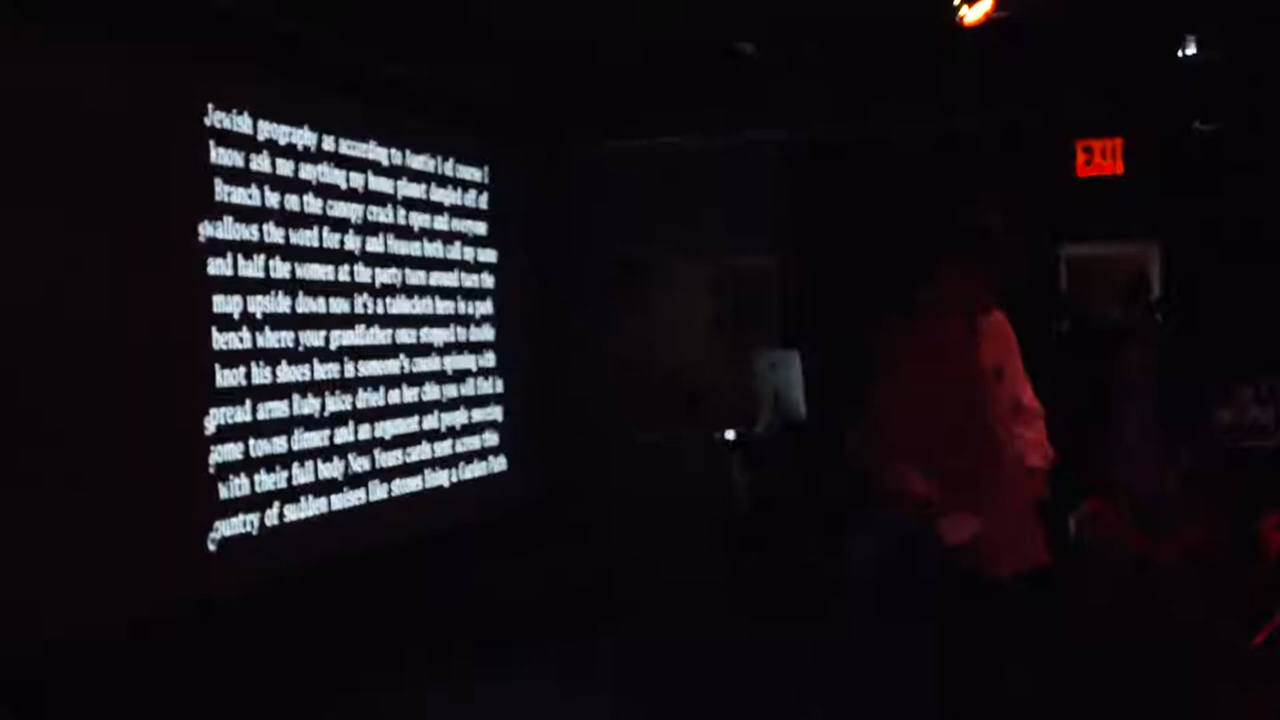 Jewish geography as according to Auntie I of course I
know ask me anything my home planet dangled off of
Branch be on the canopy crack it open and everyone
swallows the word for sky and Heaven both call my name
and half the women at the party turn around turn the
map upside down now it's a tablecloth here is a park
bench where your grandfather once stopped to double
knot his shoes here is someone's cousin spinning with
spread arms Ruby juice dried on her chin you will find in
some towns dinner and an argument and people sneezing
with their full body New Years cards sent across this
country of sudden noises like stones lining a Garden Path
EXIT